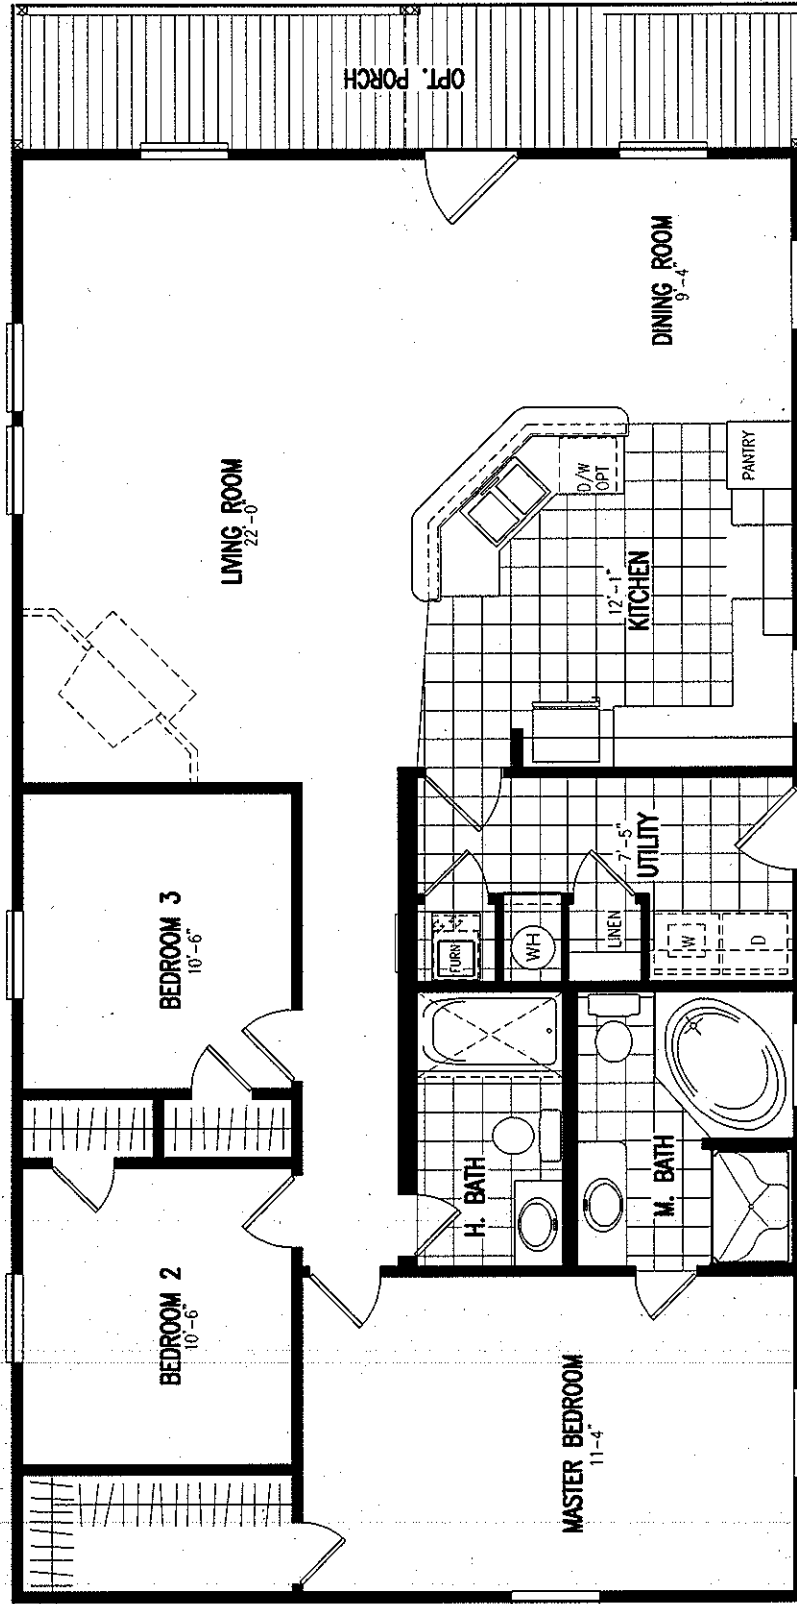 OPT. PORCH
LIVING ROOM
22'-0"
DINING ROOM
9'-4"
D/W
OPT
PANTRY
12'-1"
KITCHEN
BEDROOM 3
10'-6"
FURN
WH
LINEN
7'-5"
UTILITY
W
D
BEDROOM 2
10'-6"
H. BATH
M. BATH
MASTER BEDROOM
11-4"